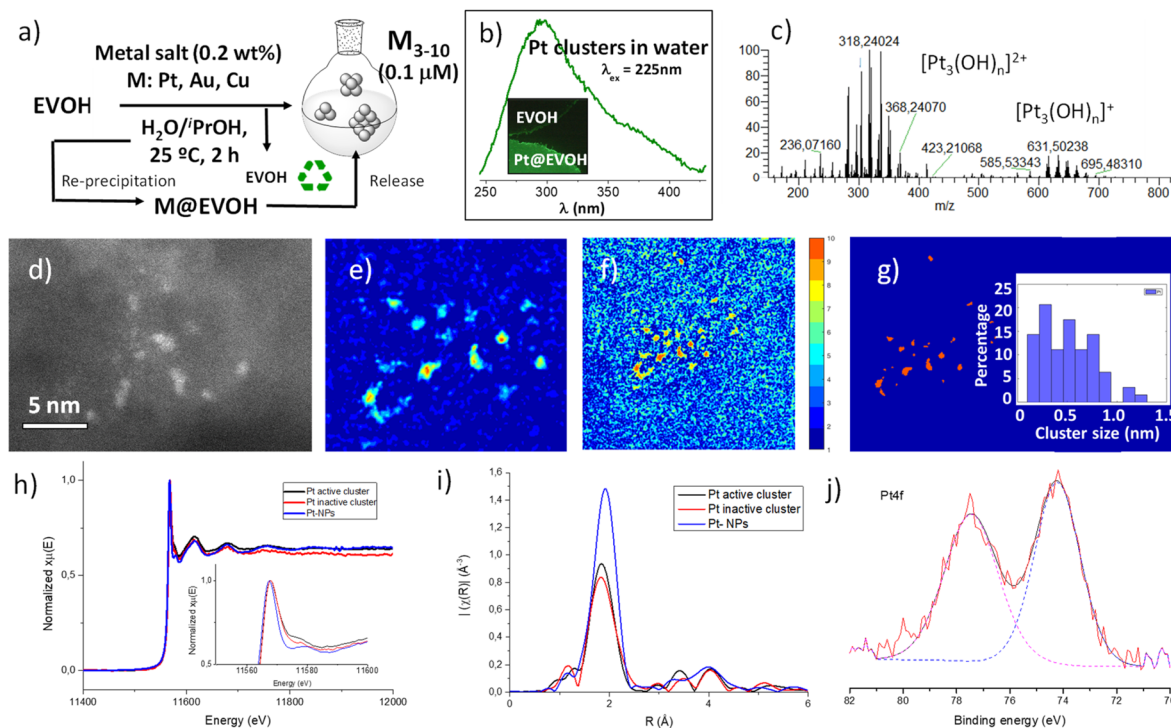 a)
Metal salt (0.2 wt%)
M: Pt, Au, Cu
EVOH
H₂O/ⁱPrOH,
25 ºC, 2 h
EVOH
Re-precipitation
M@EVOH
Release
M₃₋₁₀
(0.1 µM)
b)
Pt clusters in water
λₑₓ = 225nm
EVOH
Pt@EVOH
250 300 350 400
λ (nm)
c)
100
80
60
40
20
0
318,24024
[Pt₃(OH)ₙ]²⁺
368,24070
[Pt₃(OH)ₙ]⁺
236,07160
423,21068
631,50238
585,53343
695,48310
200 300 400 500 600 700 800
m/z
d)
5 nm
e)
f)
10
9
8
7
6
5
4
3
2
1
g)
25
20
15
10
5
0
Percentage
0 0.5 1.0 1.5
Cluster size (nm)
h)
1,0
0,5
0,0
Normalized xµ(E)
Pt active cluster
Pt inactive cluster
Pt-NPs
1,0
0,5
Normalized xµ(E)
11560 11580 11600
Energy (eV)
11400 11600 11800 12000
Energy (eV)
i)
1,6
1,4
1,2
1,0
0,8
0,6
0,4
0,2
0,0
| (χ(R)| (Å⁻³)
Pt active cluster
Pt inactive cluster
Pt- NPs
0 2 4 6
R (Å)
j)
Pt4f
82 80 78 76 74 72 70
Binding energy (eV)